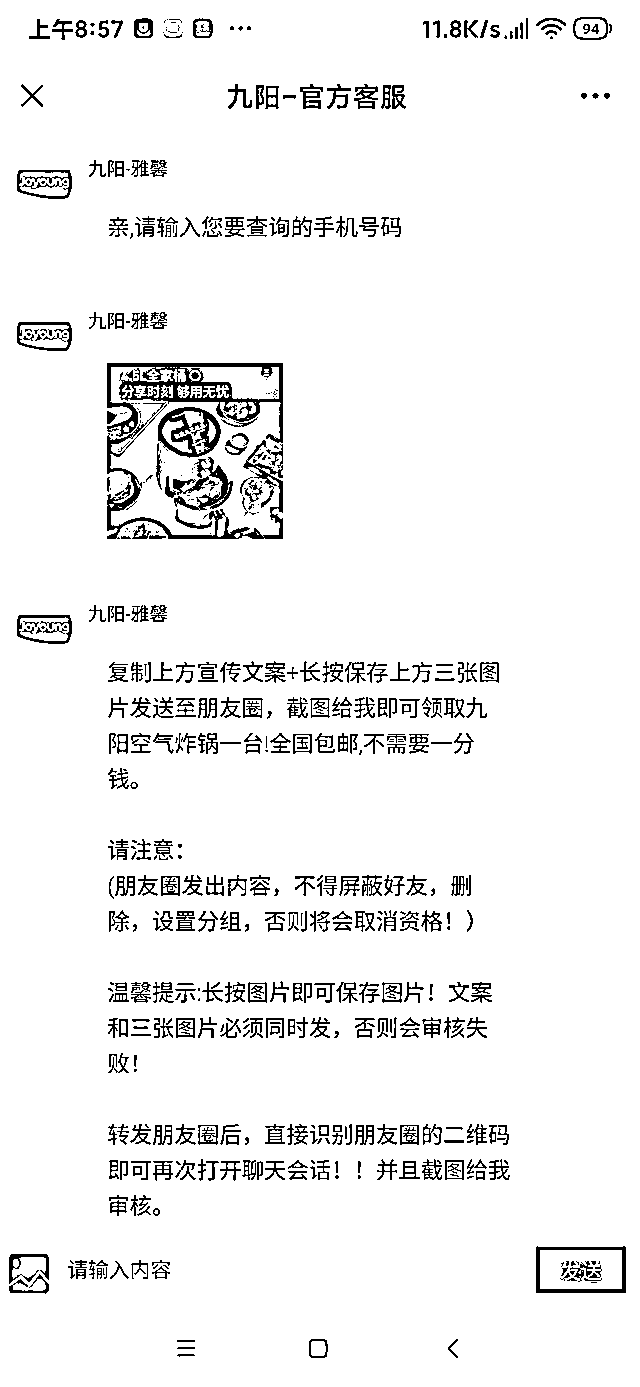 上午8:57
11.8K/s
94
九阳-官方客服
九阳-雅馨
Joyoung
亲,请输入您要查询的手机号码
九阳-雅馨
Joyoung
分享时刻 够用无忧
九阳-雅馨
Joyoung
复制上方宣传文案+长按保存上方三张图
片发送至朋友圈，截图给我即可领取九
阳空气炸锅一台!全国包邮,不需要一分
钱。
请注意：
(朋友圈发出内容，不得屏蔽好友，删
除，设置分组，否则将会取消资格！）
温馨提示:长按图片即可保存图片！文案
和三张图片必须同时发，否则会审核失
败！
转发朋友圈后，直接识别朋友圈的二维码
即可再次打开聊天会话！！并且截图给我
审核。
请输入内容
发送